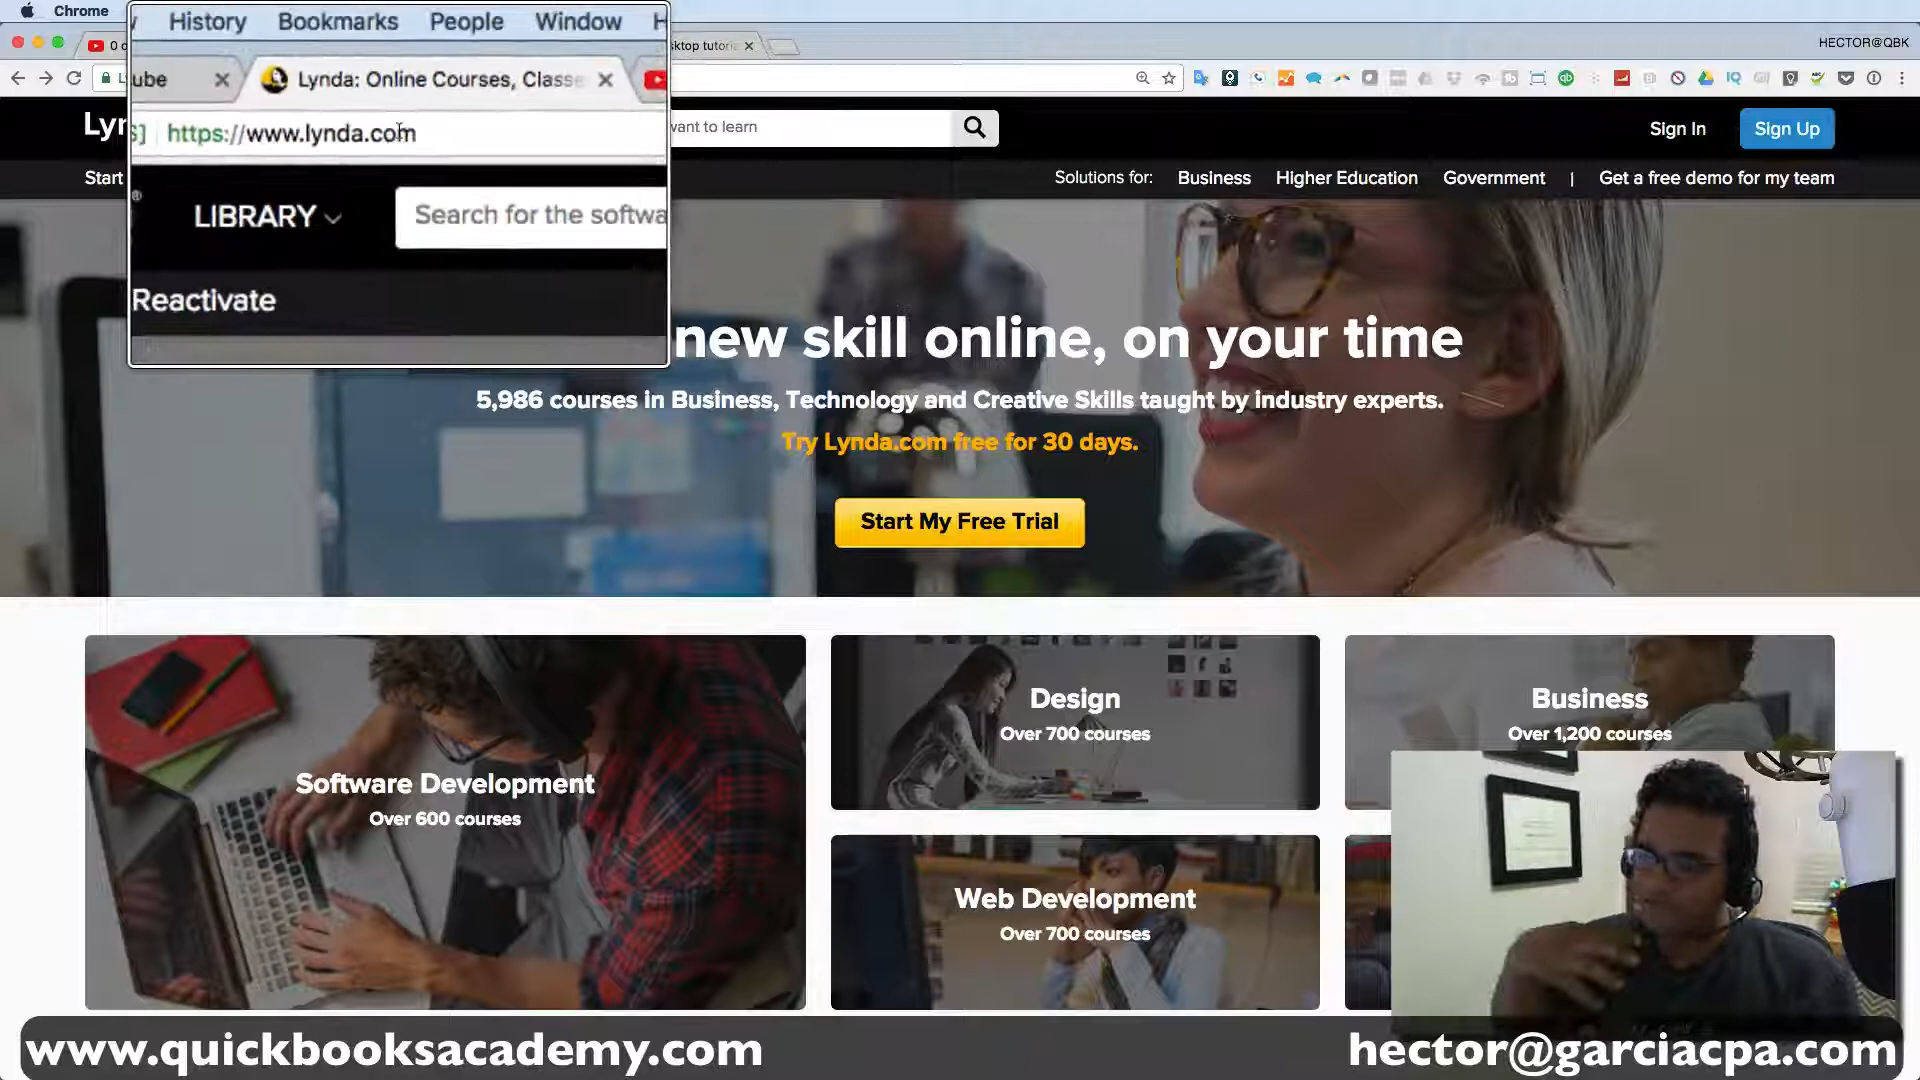 Chrome
History Bookmarks People Window
HECTOR@QBK
ube
Lynda: Online Courses, Classe
ktop tutori
https://www.lynda.com
Lyn
LIBRARY
Search for the softwa
want to learn
Sign In
Sign Up
Start
Reactivate
Solutions for:
Business
Higher Education
Government
|
Get a free demo for my team
new skill online, on your time
5,986 courses in Business, Technology and Creative Skills taught by industry experts.
Try Lynda.com free for 30 days.
Start My Free Trial
Software Development
Over 600 courses
Design
Over 700 courses
Business
Over 1,200 courses
Web Development
Over 700 courses
www.quickbooksacademy.com
hector@garciacpa.com